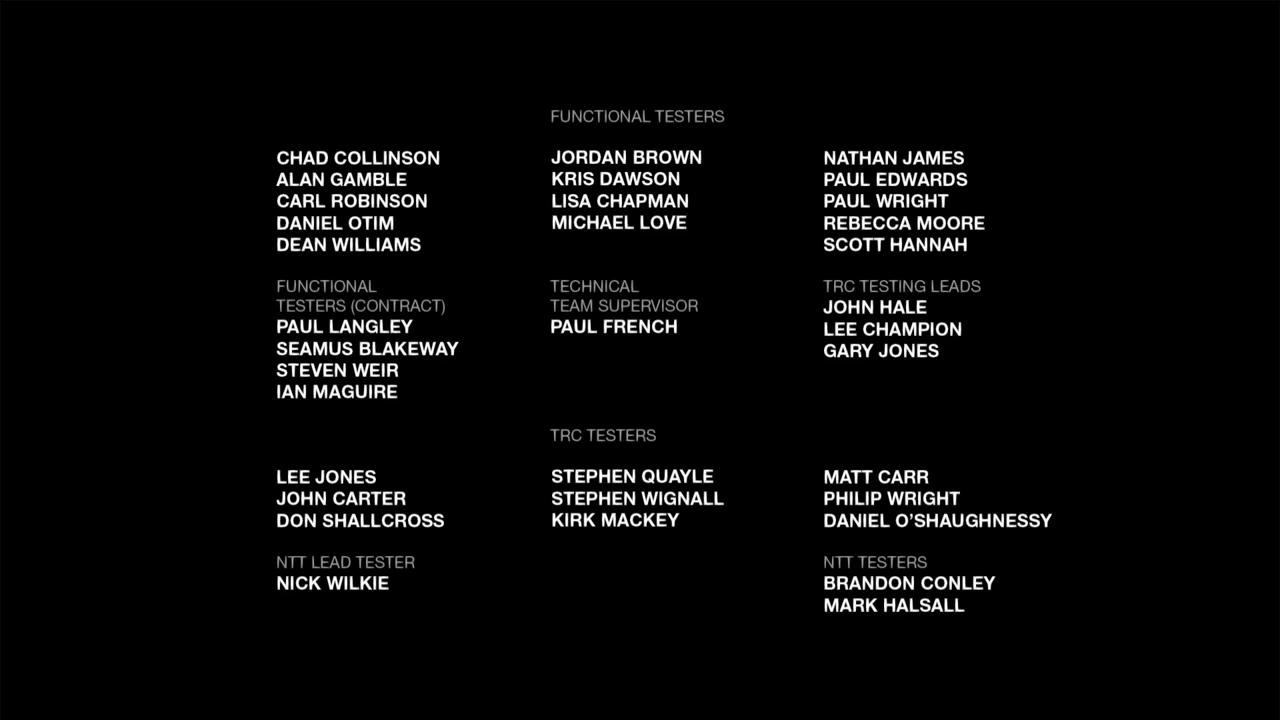 FUNCTIONAL TESTERS
CHAD COLLINSON
ALAN GAMBLE
CARL ROBINSON
DANIEL OTIM
DEAN WILLIAMS
JORDAN BROWN
KRIS DAWSON
LISA CHAPMAN
MICHAEL LOVE
NATHAN JAMES
PAUL EDWARDS
PAUL WRIGHT
REBECCA MOORE
SCOTT HANNAH
FUNCTIONAL
TESTERS (CONTRACT)
PAUL LANGLEY
SEAMUS BLAKEWAY
STEVEN WEIR
IAN MAGUIRE
TECHNICAL
TEAM SUPERVISOR
PAUL FRENCH
TRC TESTING LEADS
JOHN HALE
LEE CHAMPION
GARY JONES
TRC TESTERS
LEE JONES
JOHN CARTER
DON SHALLCROSS
STEPHEN QUAYLE
STEPHEN WIGNALL
KIRK MACKEY
MATT CARR
PHILIP WRIGHT
DANIEL O’SHAUGHNESSY
NTT LEAD TESTER
NICK WILKIE
NTT TESTERS
BRANDON CONLEY
MARK HALSALL